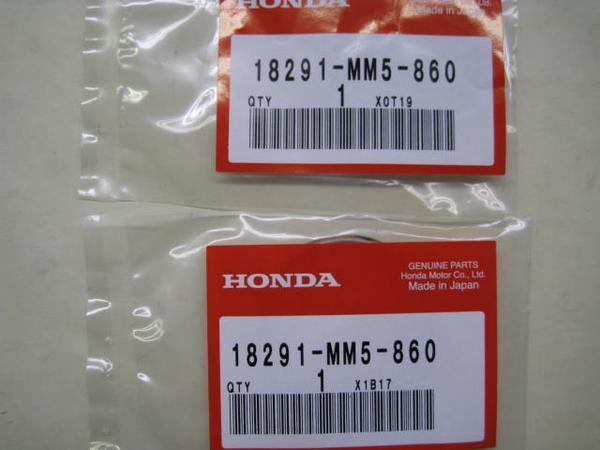 HONDA
Ltd.
Made in Japan
18291-MM5-860
QTY 1 X0T19
HONDA
GENUINE PARTS
Honda Motor Co., Ltd.
Made in Japan
18291-MM5-860
QTY 1 X1B17